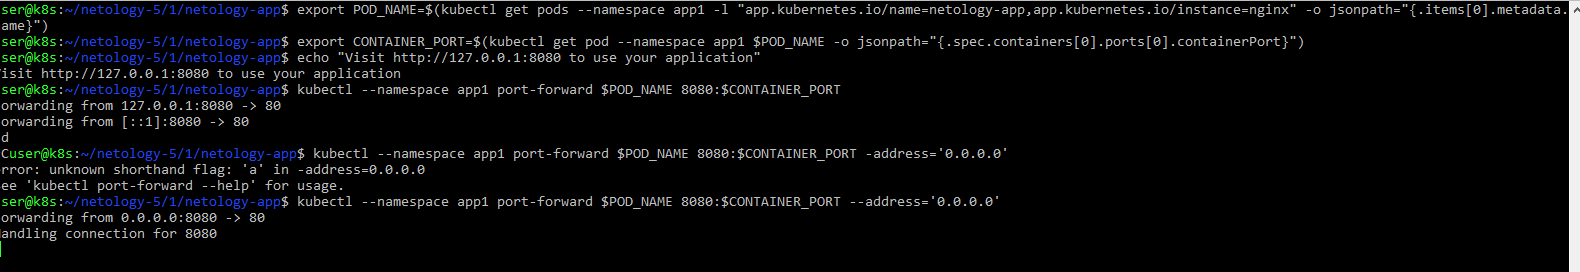 ser@k8s:~/netology-5/1/netology-app$ export POD_NAME=$(kubectl get pods --namespace app1 -l "app.kubernetes.io/name=netology-app,app.kubernetes.io/instance=nginx" -o jsonpath="{.items[0].metadata.
ame}")
ser@k8s:~/netology-5/1/netology-app$ export CONTAINER_PORT=$(kubectl get pod --namespace app1 $POD_NAME -o jsonpath="{.spec.containers[0].ports[0].containerPort}")
ser@k8s:~/netology-5/1/netology-app$ echo "Visit http://127.0.0.1:8080 to use your application"
isit http://127.0.0.1:8080 to use your application
ser@k8s:~/netology-5/1/netology-app$ kubectl --namespace app1 port-forward $POD_NAME 8080:$CONTAINER_PORT
orwarding from 127.0.0.1:8080 -> 80
orwarding from [::1]:8080 -> 80
d
Cuser@k8s:~/netology-5/1/netology-app$ kubectl --namespace app1 port-forward $POD_NAME 8080:$CONTAINER_PORT -address='0.0.0.0'
rror: unknown shorthand flag: 'a' in -address=0.0.0.0
ee 'kubectl port-forward --help' for usage.
ser@k8s:~/netology-5/1/netology-app$ kubectl --namespace app1 port-forward $POD_NAME 8080:$CONTAINER_PORT --address='0.0.0.0'
orwarding from 0.0.0.0:8080 -> 80
andling connection for 8080